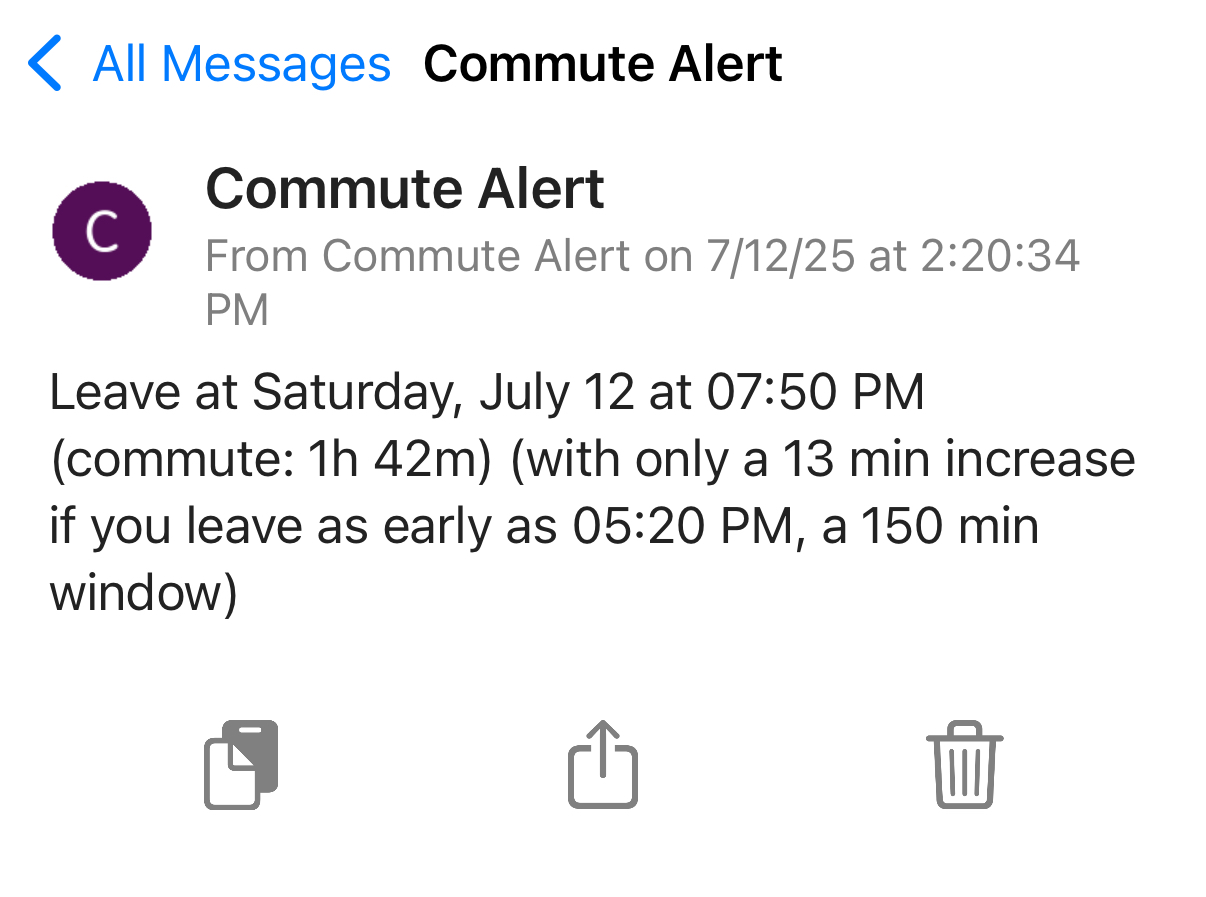 All Messages Commute Alert
C
Commute Alert
From Commute Alert on 7/12/25 at 2:20:34
PM
Leave at Saturday, July 12 at 07:50 PM
(commute: 1h 42m) (with only a 13 min increase
if you leave as early as 05:20 PM, a 150 min
window)